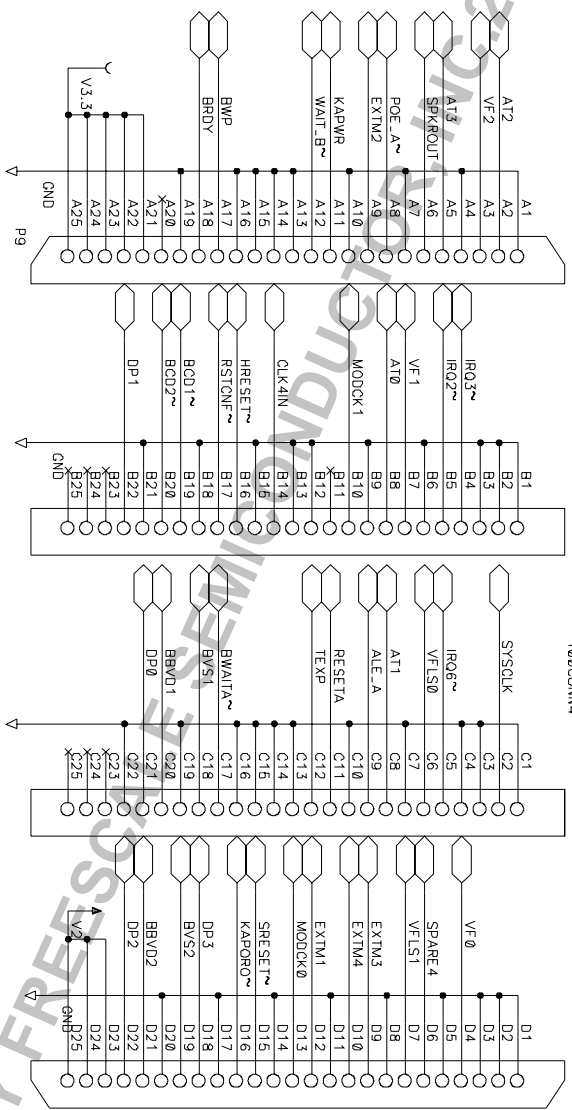 AT2
VF2
AT3
SPKROUT
POE_A~
EXTM2
KAPWR
WAIT_B~
BWP
BRDY
V3.3
GND
A1
A2
A3
A4
A5
A6
A7
A8
A9
A10
A11
A12
A13
A14
A15
A16
A17
A18
A19
A20
A21
A22
A23
A24
A25
P9
IRQ3~
IRQ2~
VF1
AT0
MODCK1
CLK4IN
HRESET~
RSTCNF~
BCD1~
BCD2~
DP1
GND
B1
B2
B3
B4
B5
B6
B7
B8
B9
B10
B11
B12
B13
B14
B15
B16
B17
B18
B19
B20
B21
B22
B23
B24
B25
SYSCLK
IRQ6~
VFLS0
AT1
ALE_A
RESETA
TEXP
BWAITA~
BVS1
BBVD1
DP0
C1
C2
C3
C4
C5
C6
C7
C8
C9
C10
C11
C12
C13
C14
C15
C16
C17
C18
C19
C20
C21
C22
C23
C24
C25
VF0
SPARE4
VFLS1
EXTM3
EXTM4
EXTM1
MODCK0
SRESET~
KAPORO~
DP3
BVS2
BBVD2
DP2
GND
D1
D2
D3
D4
D5
D6
D7
D8
D9
D10
D11
D12
D13
D14
D15
D16
D17
D18
D19
D20
D21
D22
D23
D24
D25
Y FREESCALE SEMICONDUCTOR, INC.2